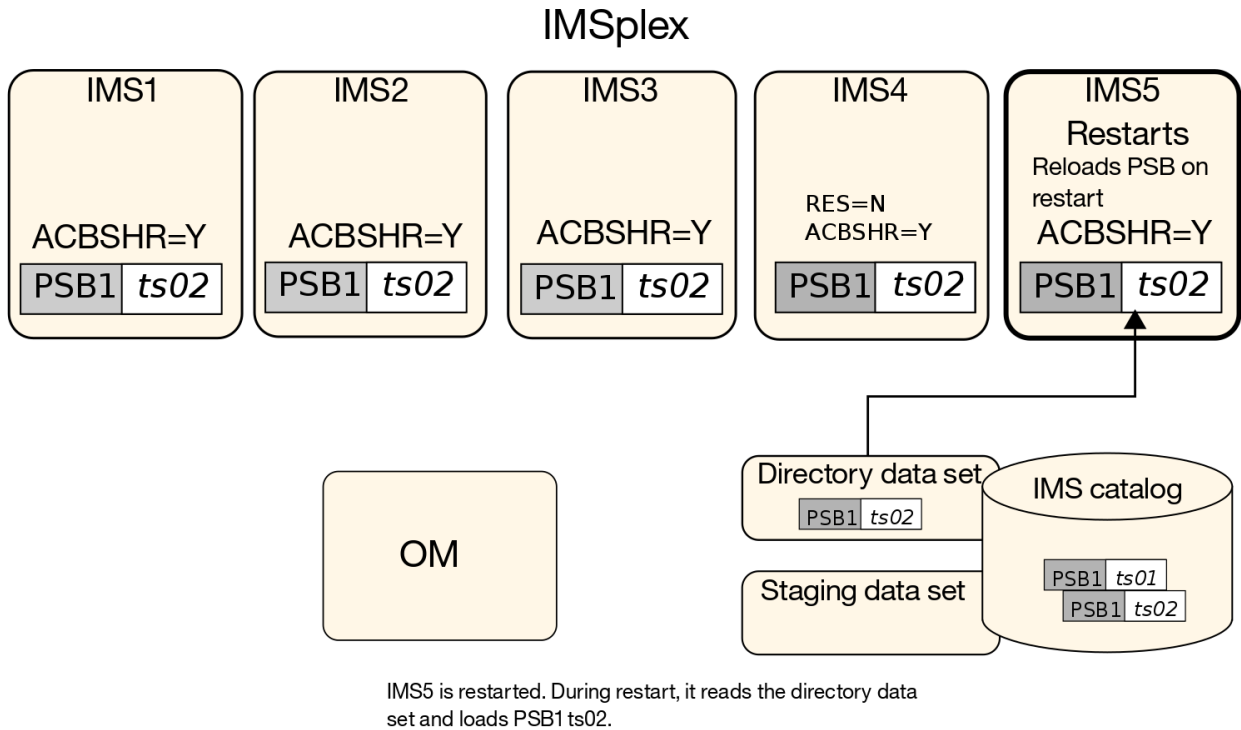 IMSplex
IMS1
ACBSHR=Y
PSB1 ts02
IMS2
ACBSHR=Y
PSB1 ts02
IMS3
ACBSHR=Y
PSB1 ts02
IMS4
RES=N
ACBSHR=Y
PSB1 ts02
IMS5
Restarts
Reloads PSB on
restart
ACBSHR=Y
PSB1 ts02
OM
Directory data set
PSB1 ts02
Staging data set
IMS catalog
PSB1 ts01
PSB1 ts02
IMS5 is restarted. During restart, it reads the directory data
set and loads PSB1 ts02.